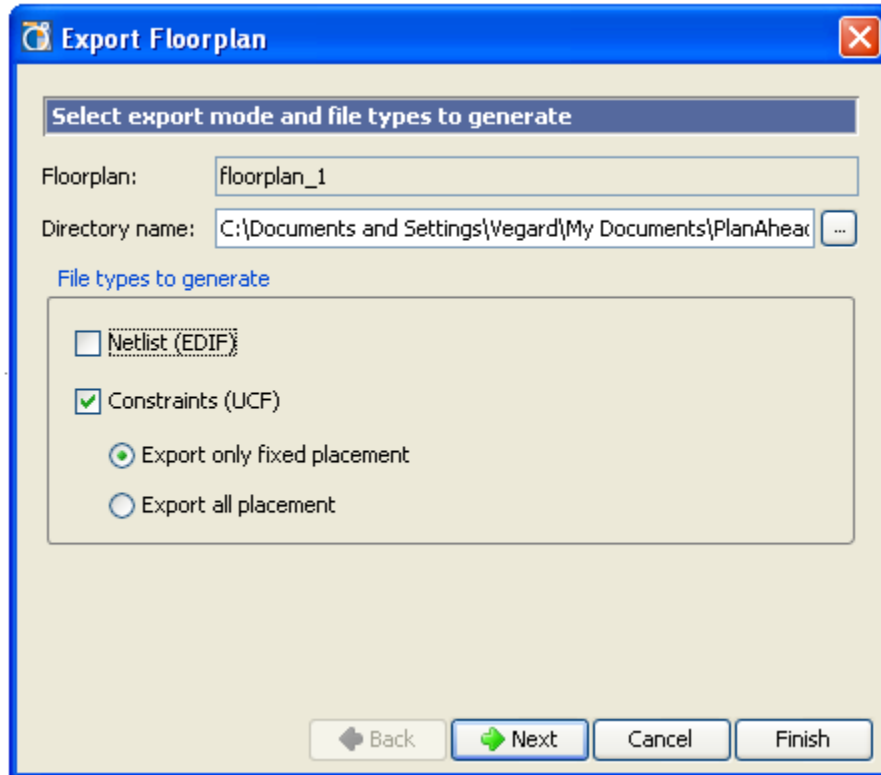 Export Floorplan
Select export mode and file types to generate
Floorplan: floorplan_1
Directory name: C:\Documents and Settings\Vegard\My Documents\PlanAhead ...
File types to generate
Netlist (EDIF)
Constraints (UCF)
Export only fixed placement
Export all placement
Back Next Cancel Finish